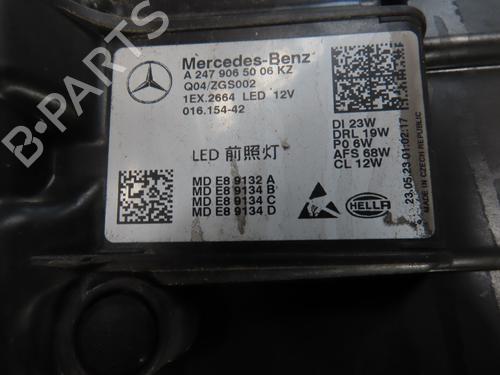 Mercedes-Benz
A 247 906 50 06 KZ
Q04/ZGS002
1EX.2664 LED 12V
016.154-42
LED 前照灯
MD E8 9132 A
MD E8 9134 B
MD E8 9134 C
MD E8 9134 D
DI 23W
DRL 19W
PO 6W
AFS 68W
CL 12W
HELLA
23.05.23 01:02:17
MADE IN CZECH REPUBLIC
B-PARTS